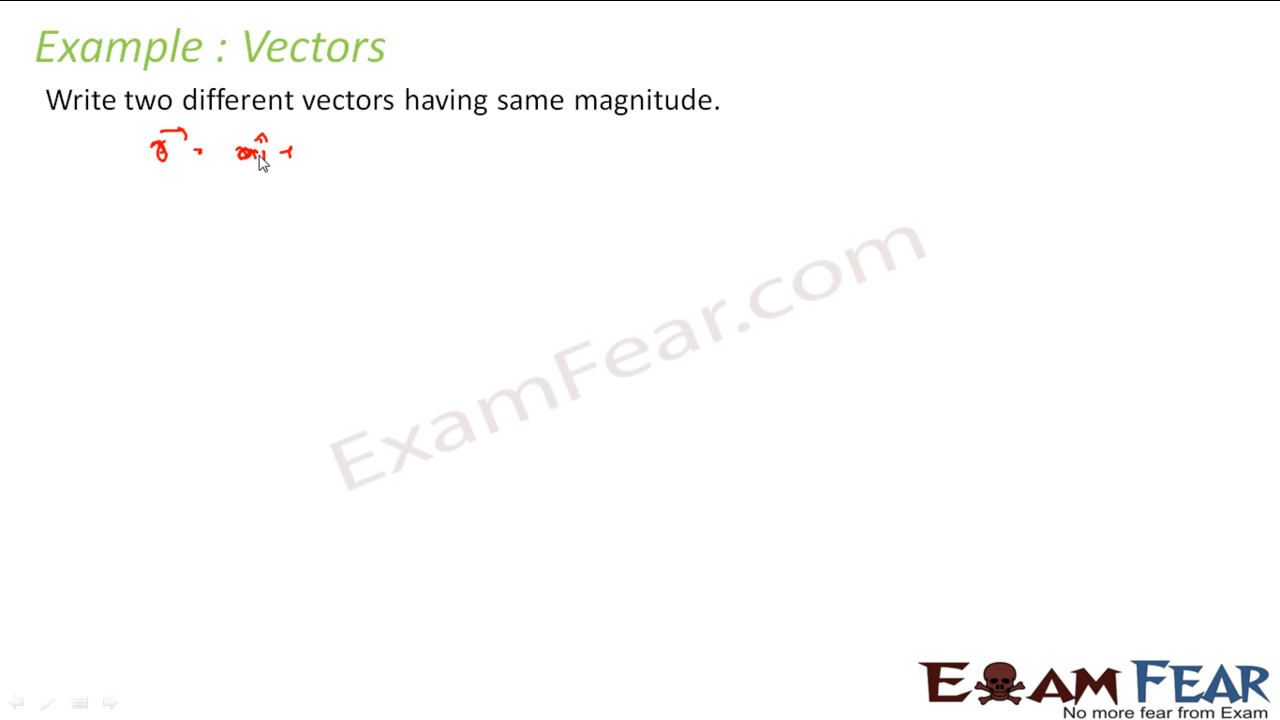 Example : Vectors
Write two different vectors having same magnitude.
ExamFear.com
EXAM FEAR
No more fear from Exam